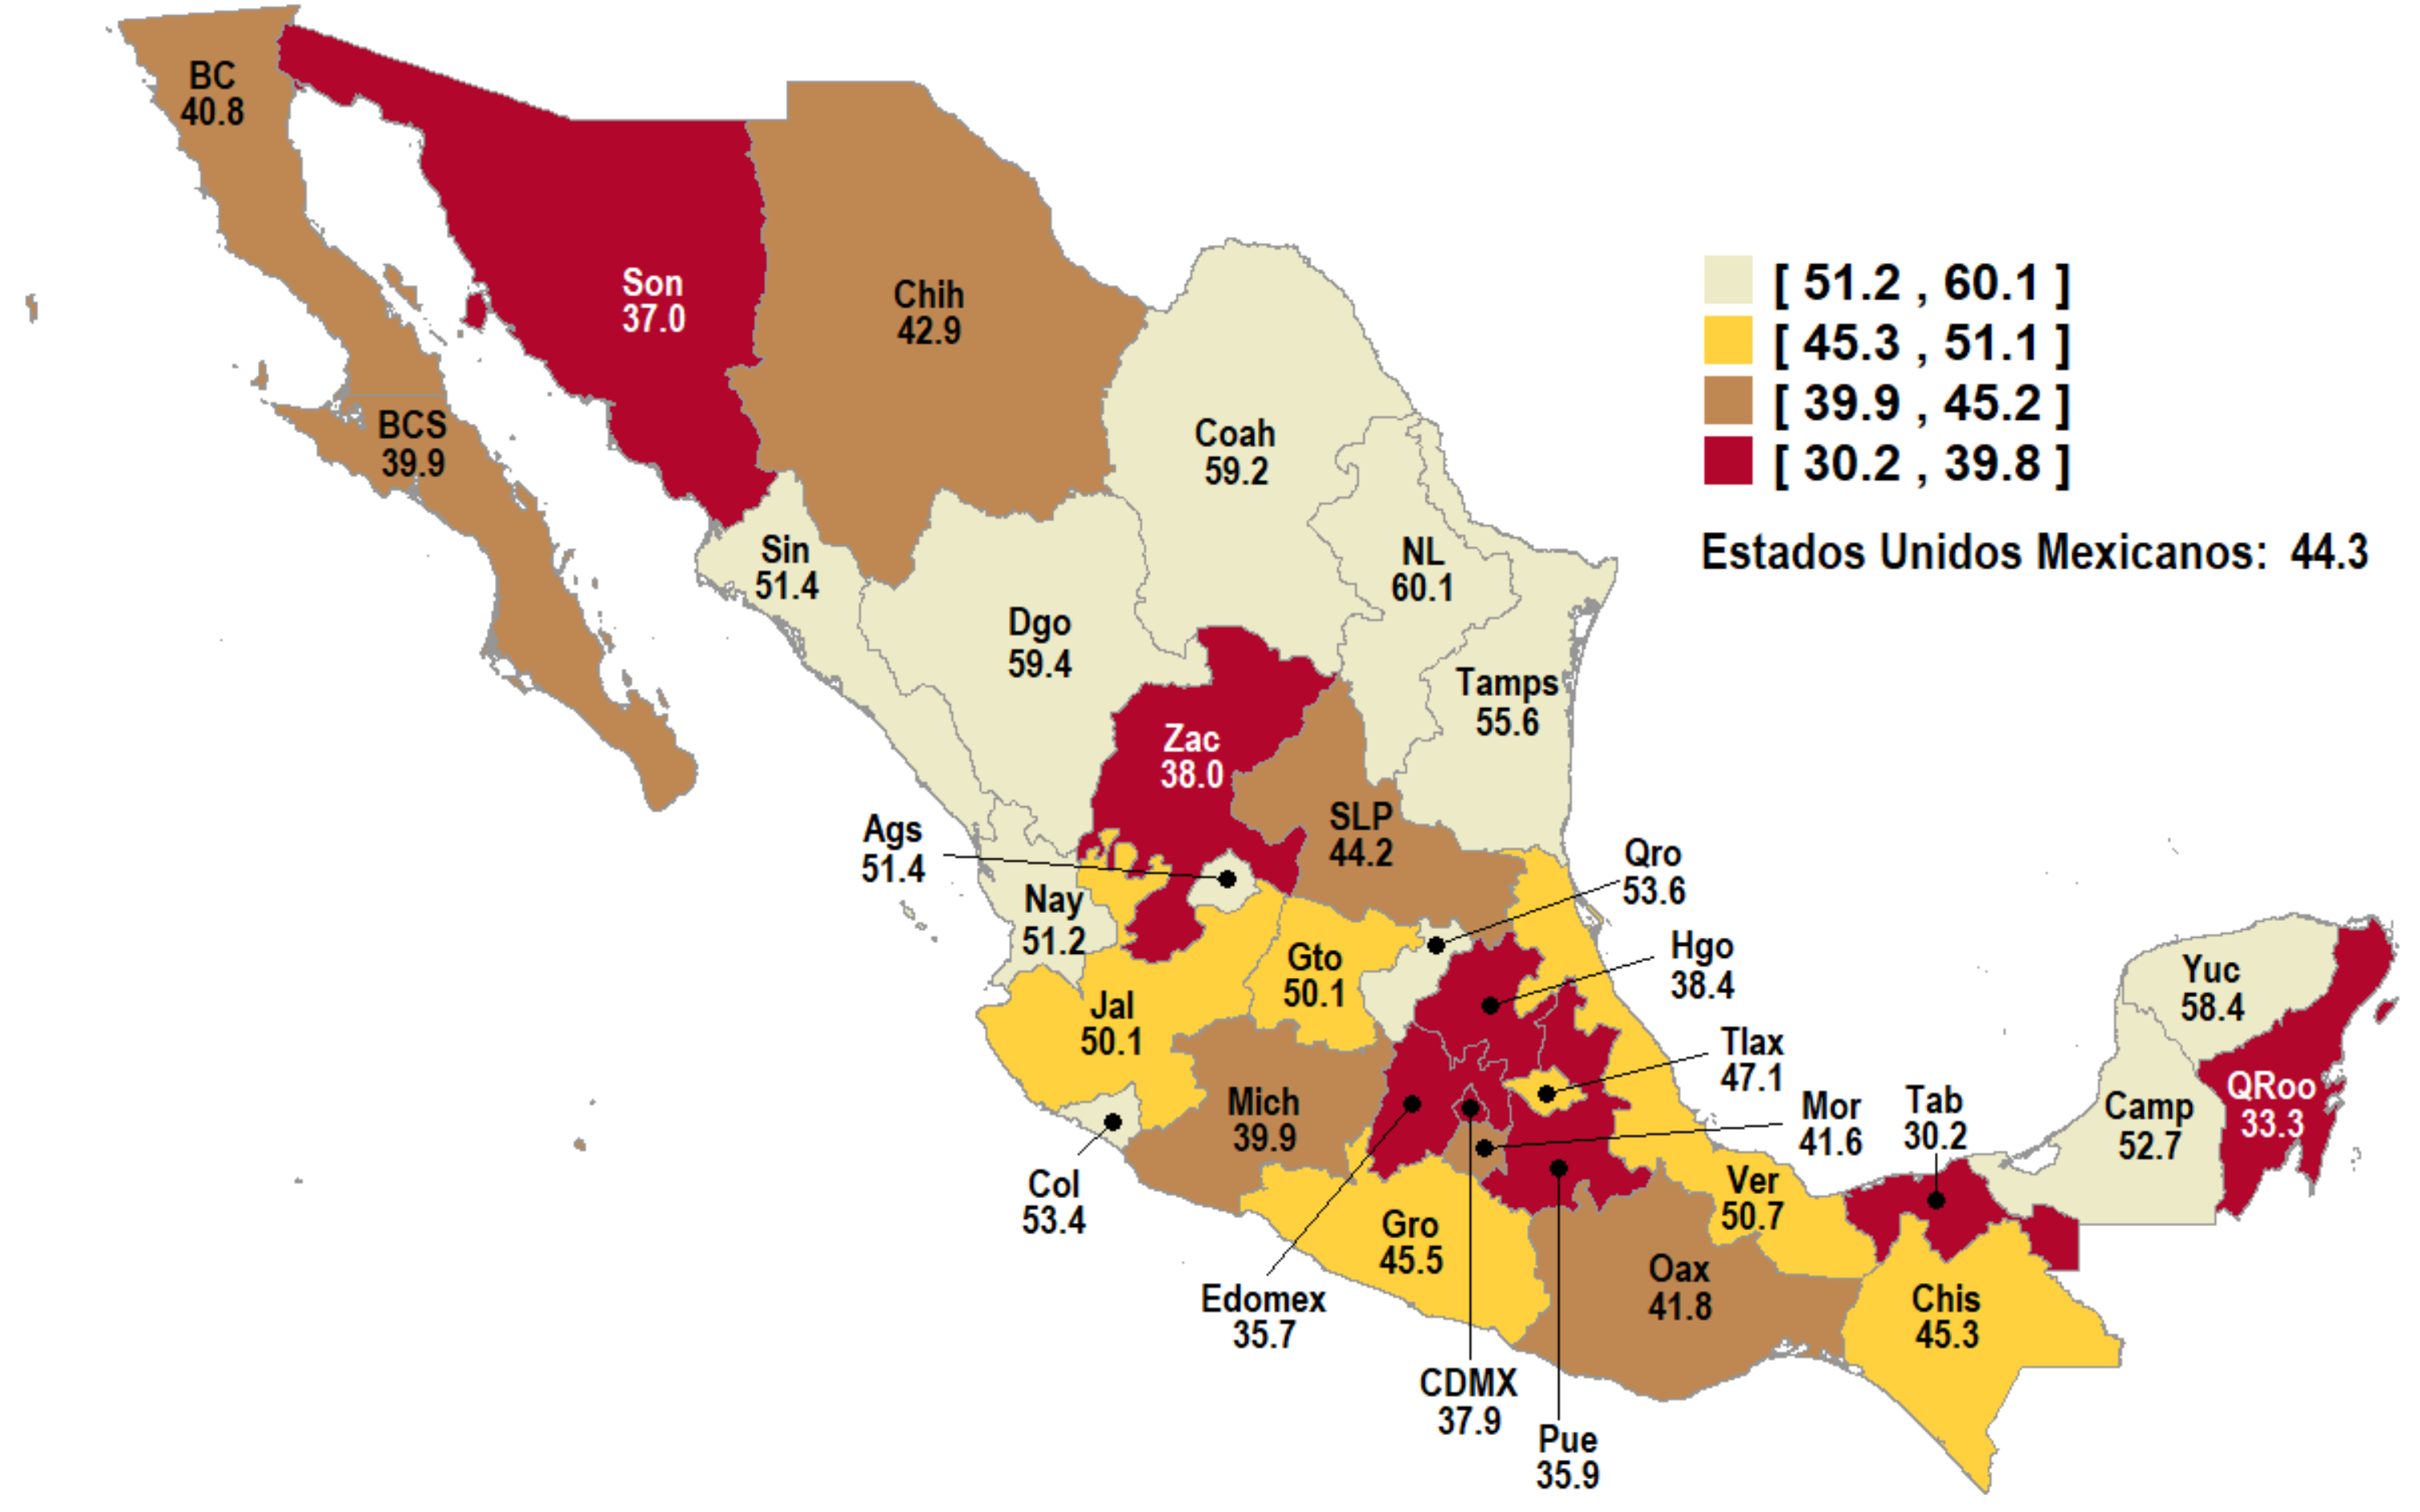 BC
40.8
Son
37.0
Chih
42.9
[ 51.2 , 60.1 ]
[ 45.3 , 51.1 ]
[ 39.9 , 45.2 ]
[ 30.2 , 39.8 ]
Estados Unidos Mexicanos: 44.3
BCS
39.9
Coah
59.2
Sin
51.4
NL
60.1
Dgo
59.4
Tamps
55.6
Zac
38.0
SLP
44.2
Ags
51.4
Qro
53.6
Nay
51.2
Hgo
38.4
Gto
50.1
Jal
50.1
Yuc
58.4
Tlax
47.1
QRoo
33.3
Mich
39.9
Mor
41.6
Tab
30.2
Camp
52.7
Col
53.4
Ver
50.7
Gro
45.5
Oax
41.8
Edomex
35.7
Chis
45.3
CDMX
37.9
Pue
35.9